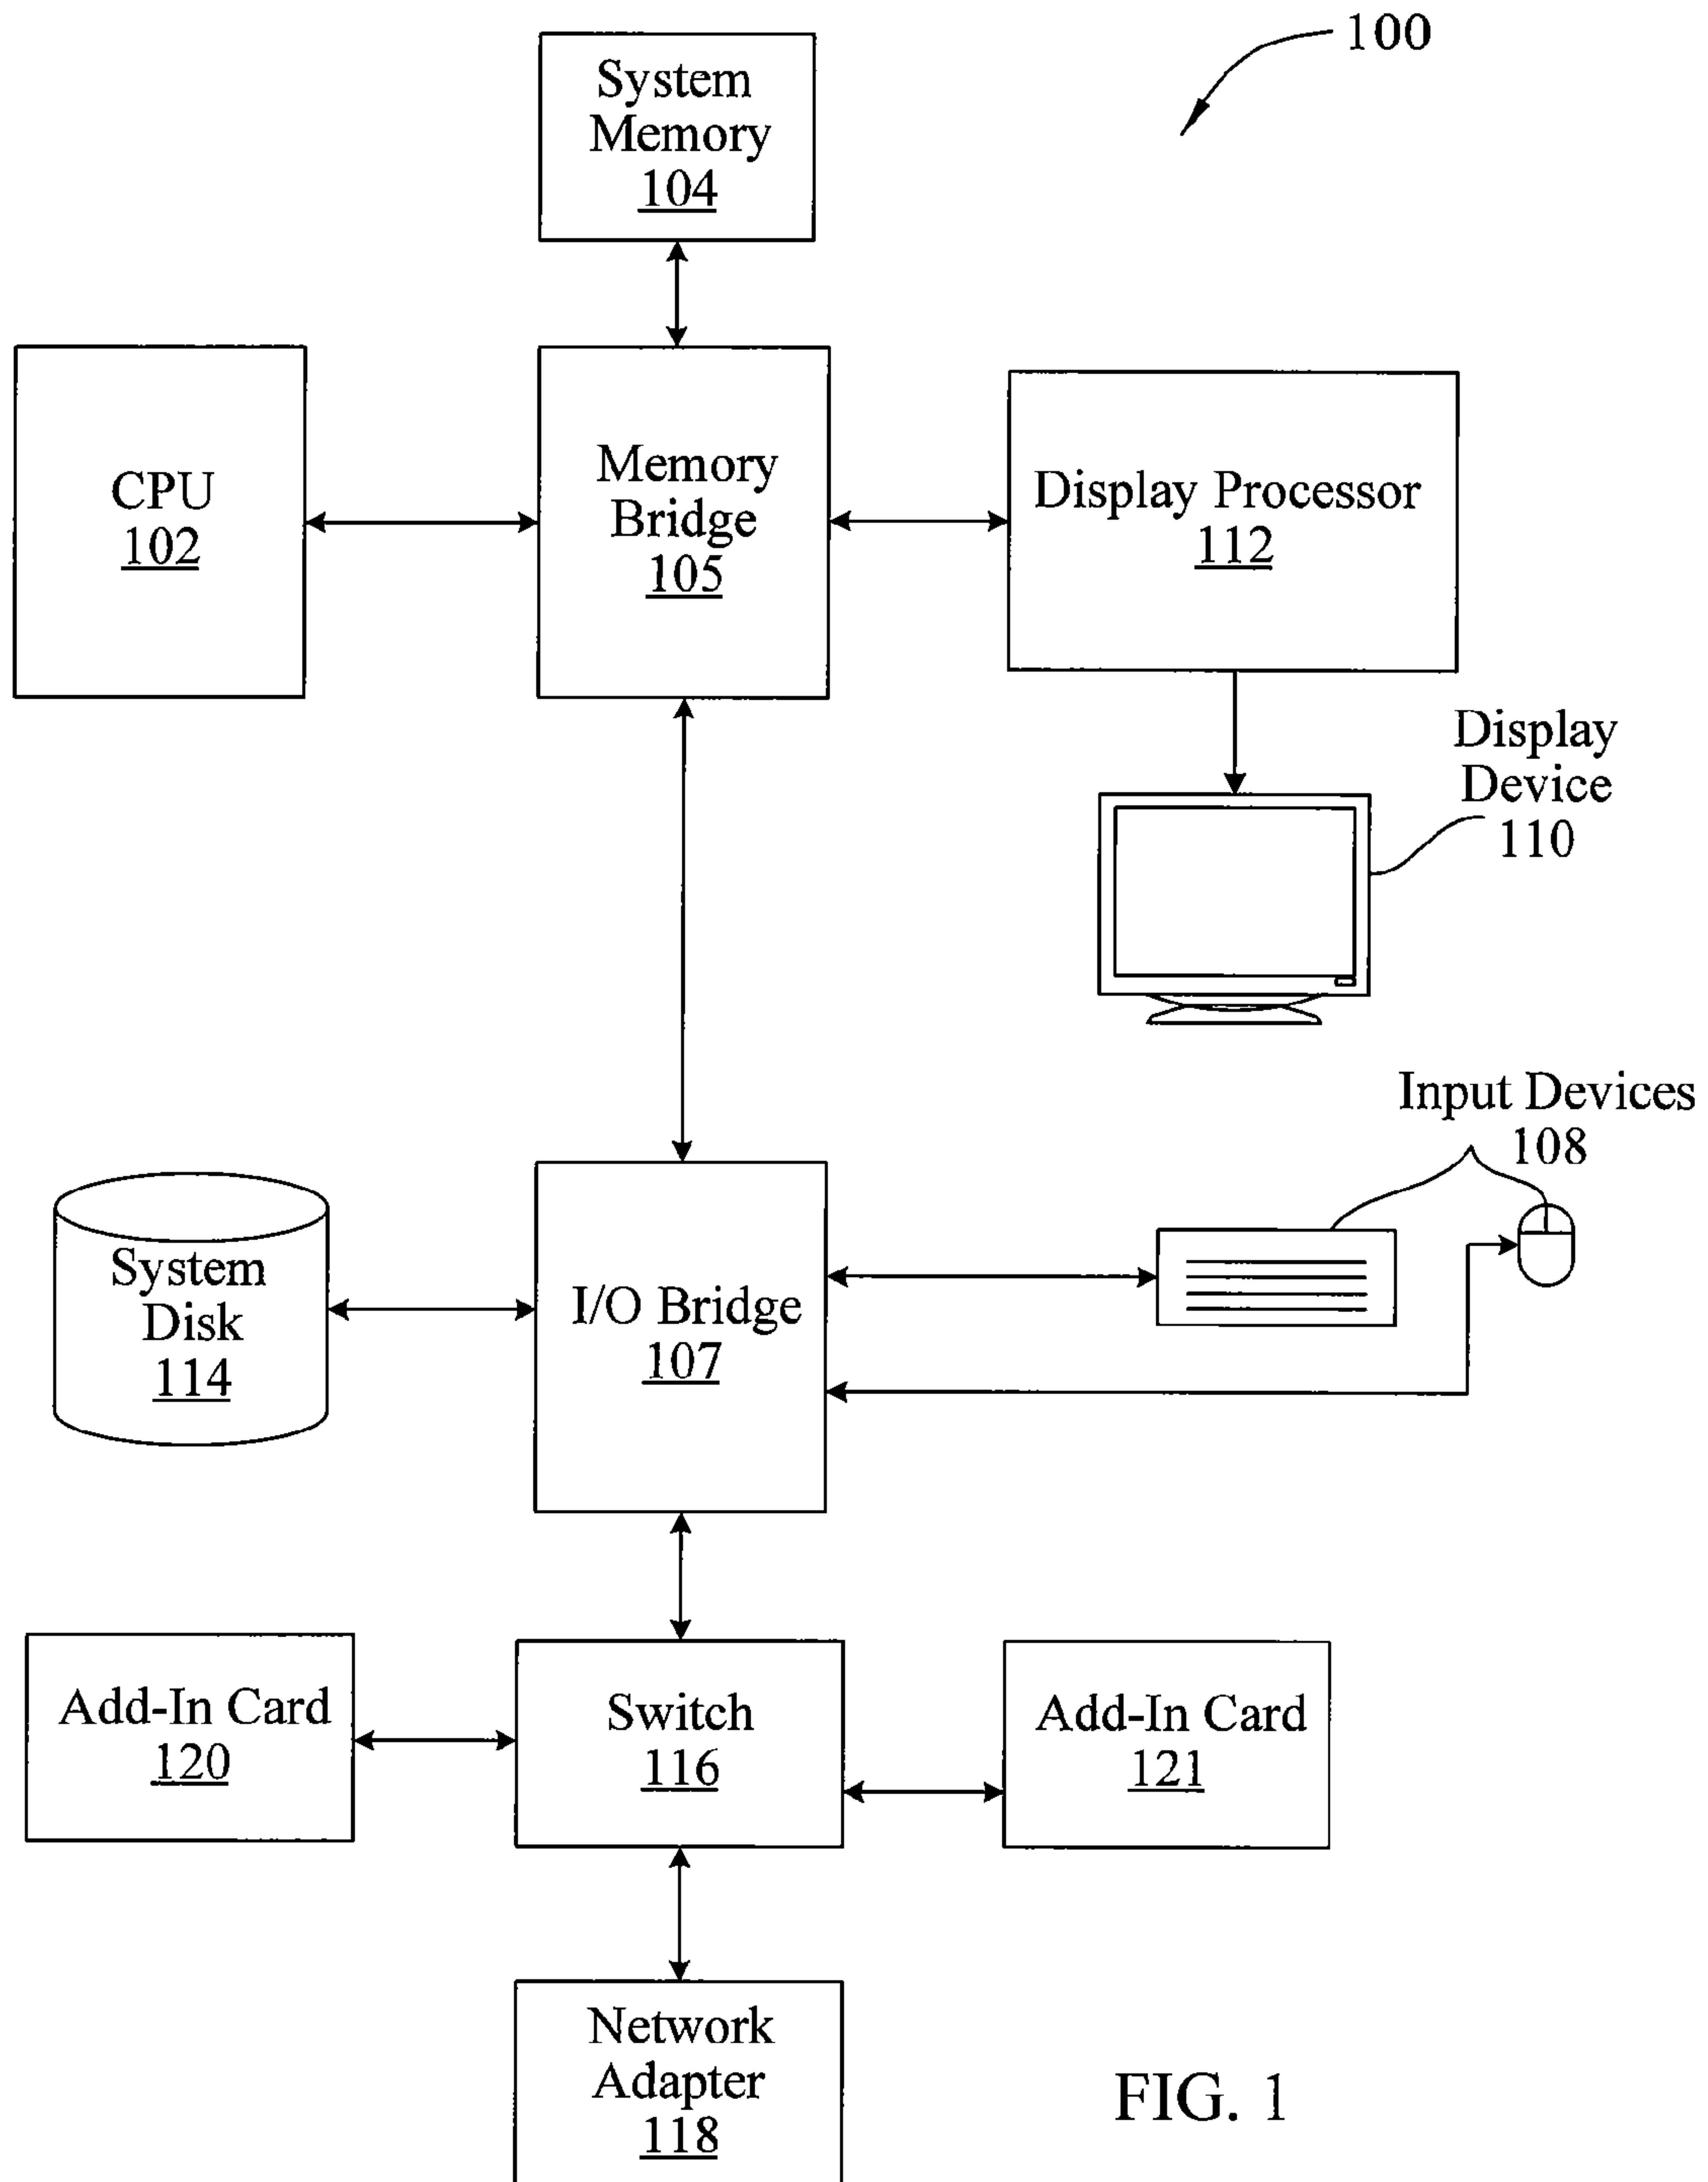 100
System
Memory
104
CPU
102
Memory
Bridge
105
Display Processor
112
Display
Device
110
Input Devices
108
System
Disk
114
I/O Bridge
107
Add-In Card
120
Switch
116
Add-In Card
121
Network
Adapter
118
FIG. 1